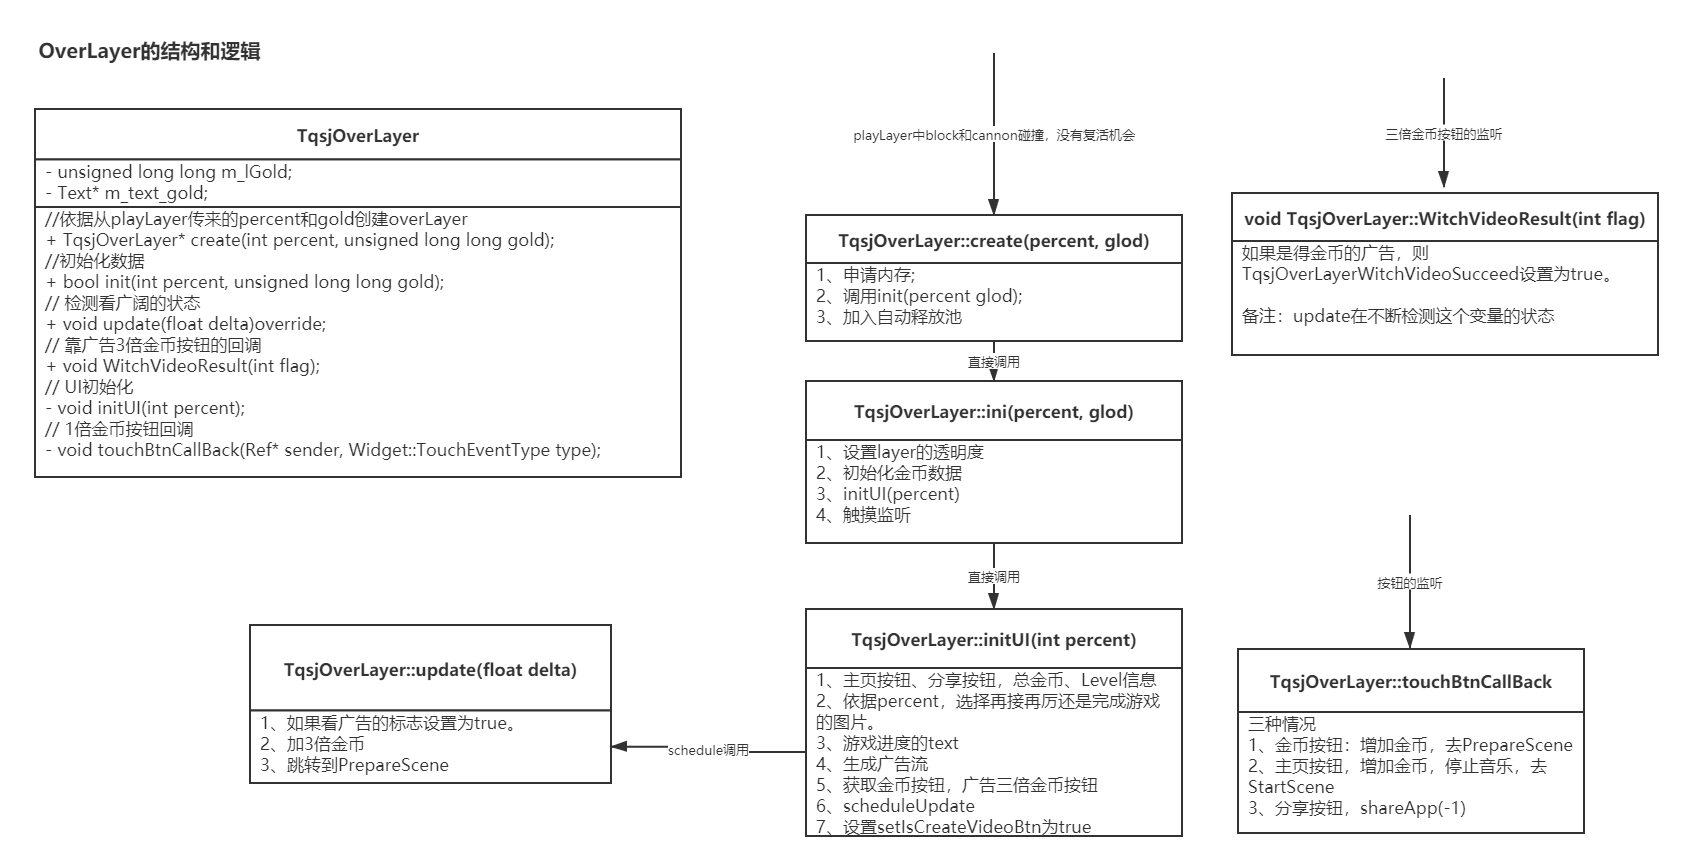 OverLayer的结构和逻辑
TqsjOverLayer
- unsigned long long m_lGold;
- Text* m_text_gold;
//依据从playLayer传来的percent和gold创建overLayer
+ TqsjOverLayer* create(int percent, unsigned long long gold);
//初始化数据
+ bool init(int percent, unsigned long long gold);
// 检测看广阔的状态
+ void update(float delta)override;
// 靠广告3倍金币按钮的回调
+ void WitchVideoResult(int flag);
// UI初始化
- void initUI(int percent);
// 1倍金币按钮回调
- void touchBtnCallBack(Ref* sender, Widget::TouchEventType type);
playLayer中block和cannon碰撞，没有复活机会
TqsjOverLayer::create(percent, glod)
1、申请内存;
2、调用init(percent glod);
3、加入自动释放池
直接调用
TqsjOverLayer::ini(percent, glod)
1、设置layer的透明度
2、初始化金币数据
3、initUI(percent)
4、触摸监听
直接调用
TqsjOverLayer::initUI(int percent)
1、主页按钮、分享按钮，总金币、Level信息
2、依据percent，选择再接再厉还是完成游戏
的图片。
3、游戏进度的text
4、生成广告流
5、获取金币按钮，广告三倍金币按钮
6、scheduleUpdate
7、设置setIsCreateVideoBtn为true
schedule调用
TqsjOverLayer::update(float delta)
1、如果看广告的标志设置为true。
2、加3倍金币
3、跳转到PrepareScene
三倍金币按钮的监听
void TqsjOverLayer::WitchVideoResult(int flag)
如果是得金币的广告，则
TqsjOverLayerWitchVideoSucceed设置为true。
备注：update在不断检测这个变量的状态
按钮的监听
TqsjOverLayer::touchBtnCallBack
三种情况
1、金币按钮：增加金币，去PrepareScene
2、主页按钮，增加金币，停止音乐，去
StartScene
3、分享按钮，shareApp(-1)